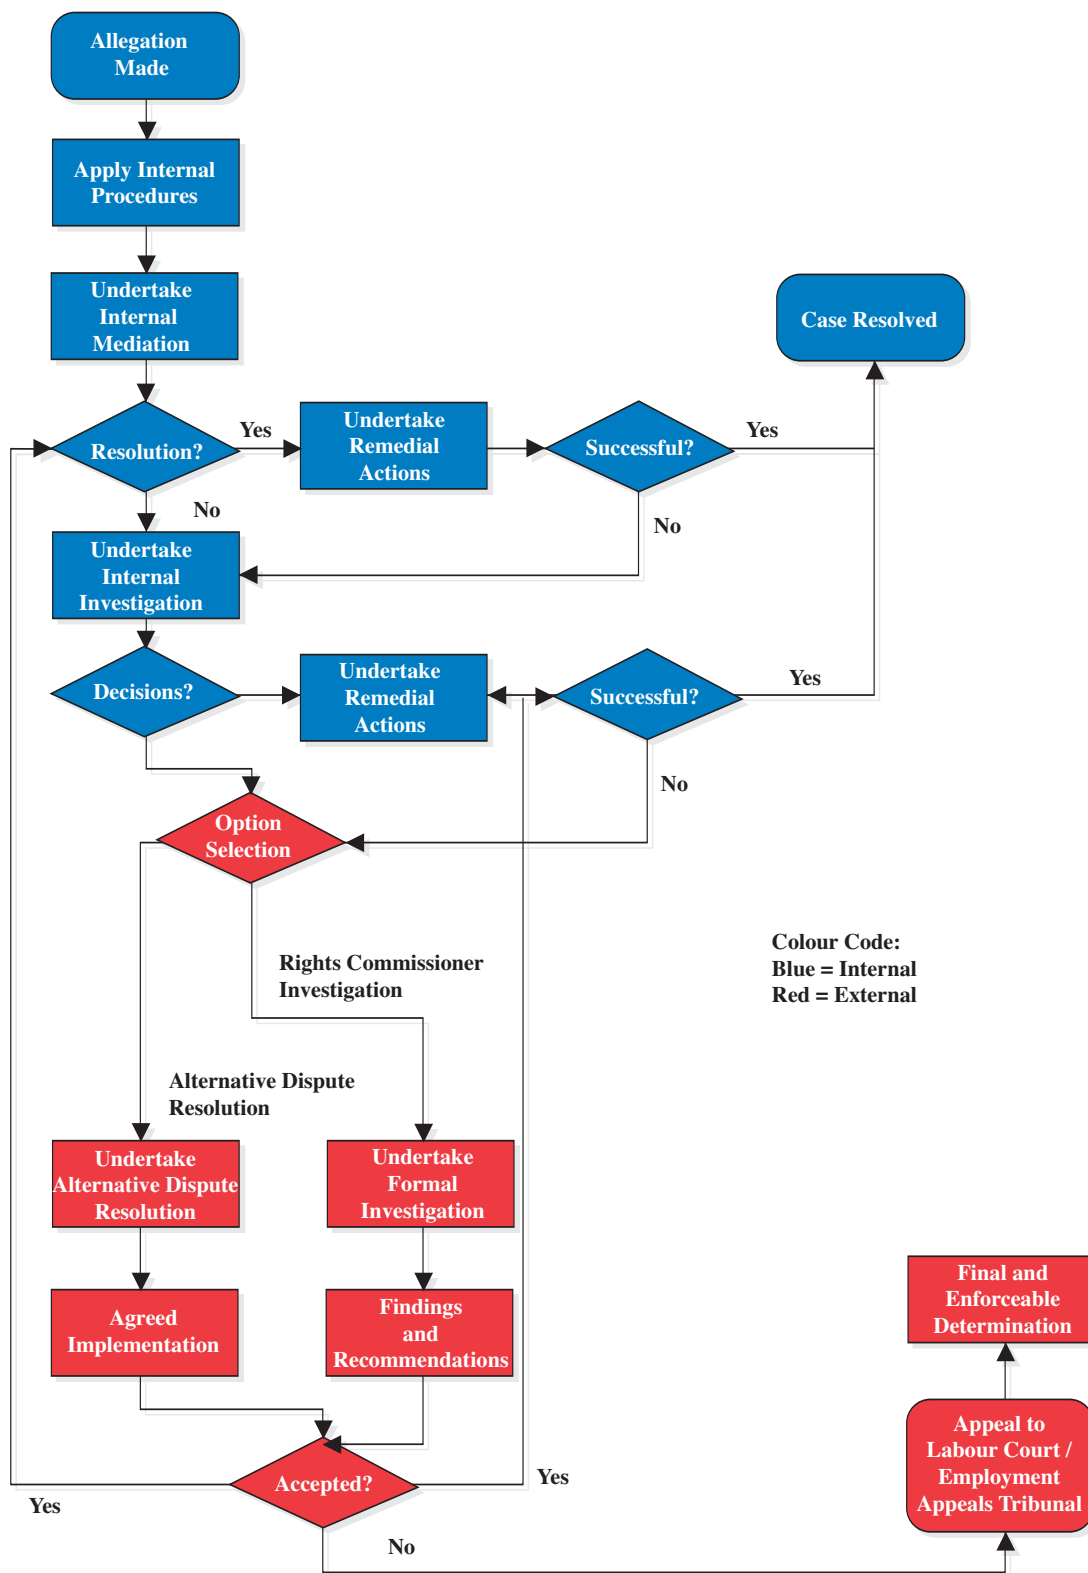 Allegation
Made
Apply Internal
Procedures
Undertake
Internal
Mediation
Case Resolved
Resolution?
Yes
Undertake
Remedial
Actions
Successful?
Yes
No
No
Undertake
Internal
Investigation
Decisions?
Undertake
Remedial
Actions
Successful?
Yes
No
Option
Selection
Colour Code:
Blue = Internal
Red = External
Rights Commissioner
Investigation
Alternative Dispute
Resolution
Undertake
Alternative Dispute
Resolution
Undertake
Formal
Investigation
Agreed
Implementation
Findings
and
Recommendations
Final and
Enforceable
Determination
Appeal to
Labour Court /
Employment
Appeals Tribunal
Accepted?
Yes
Yes
No